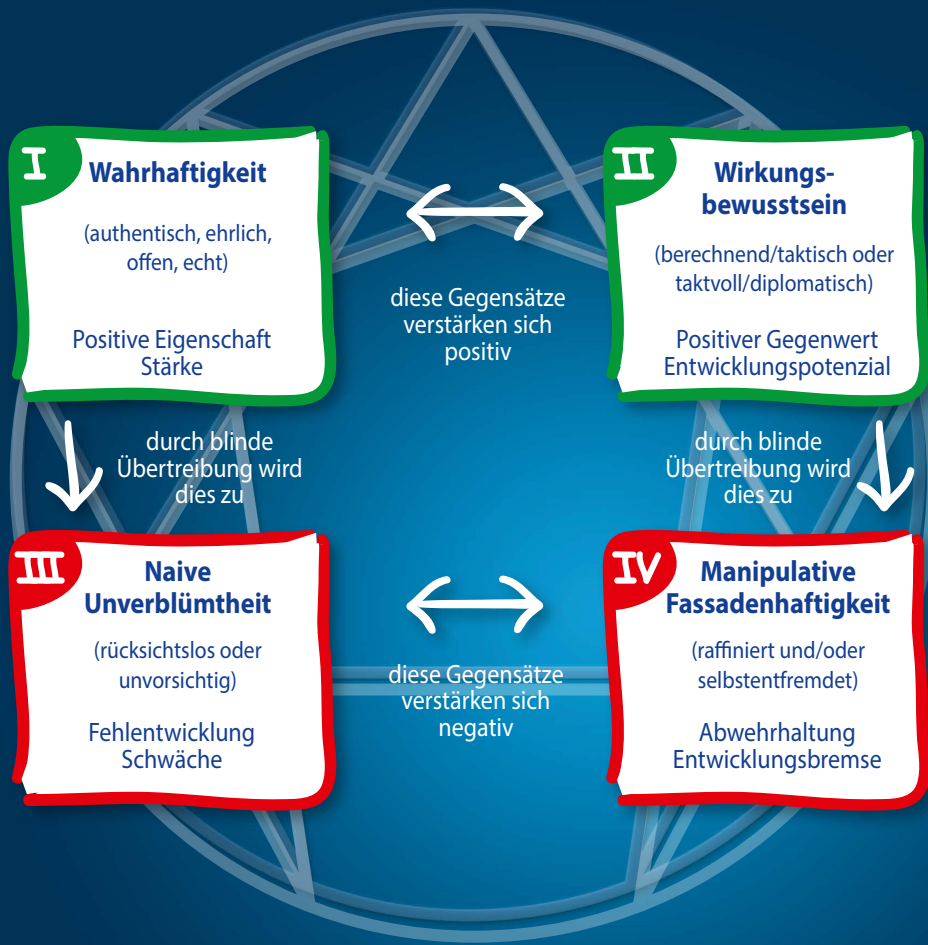 I
Wahrhaftigkeit
(authentisch, ehrlich,
offen, echt)
Positive Eigenschaft
Stärke
diese Gegensätze
verstärken sich
positiv
II
Wirkungs-
bewusstsein
(berechnend/taktisch oder
taktvoll/diplomatisch)
Positiver Gegenwert
Entwicklungspotenzial
durch blinde
Übertreibung wird
dies zu
durch blinde
Übertreibung wird
dies zu
III
Naive
Unverblümtheit
(rücksichtslos oder
unvorsichtig)
Fehlentwicklung
Schwäche
diese Gegensätze
verstärken sich
negativ
IV
Manipulative
Fassadenhaftigkeit
(raffiniert und/oder
selbstentfremdet)
Abwehrhaltung
Entwicklungsbremse